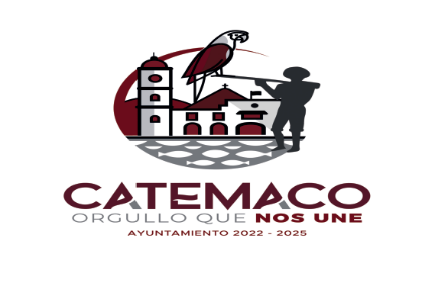 CATEMACO
ORGULLO QUE NOS UNE
AYUNTAMIENTO 2022 - 2025